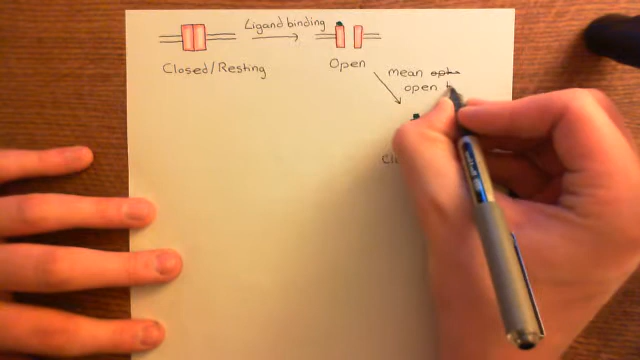 Ligand binding
Closed/Resting
Open
mean
open